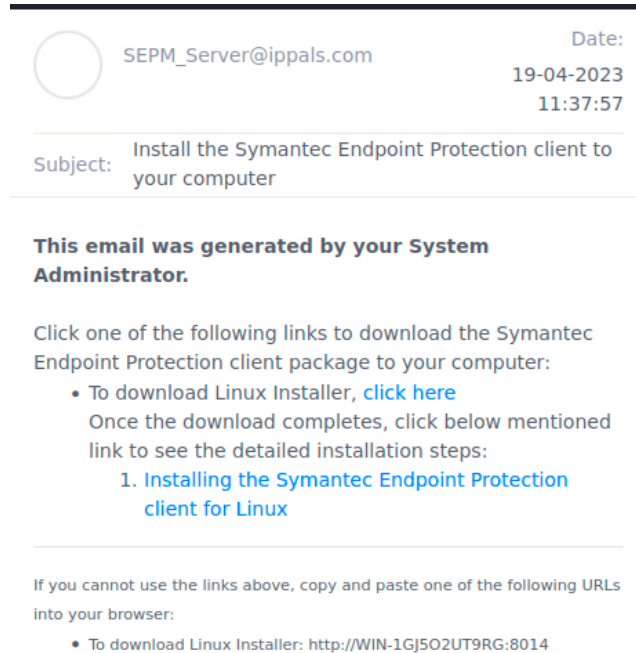 SEPM_Server@ippals.com
Date:
19-04-2023
11:37:57
Subject:
Install the Symantec Endpoint Protection client to
your computer
This email was generated by your System
Administrator.
Click one of the following links to download the Symantec
Endpoint Protection client package to your computer:
• To download Linux Installer, click here
Once the download completes, click below mentioned
link to see the detailed installation steps:
1. Installing the Symantec Endpoint Protection
client for Linux
If you cannot use the links above, copy and paste one of the following URLs
into your browser:
• To download Linux Installer: http://WIN-1GJ5O2UT9RG:8014